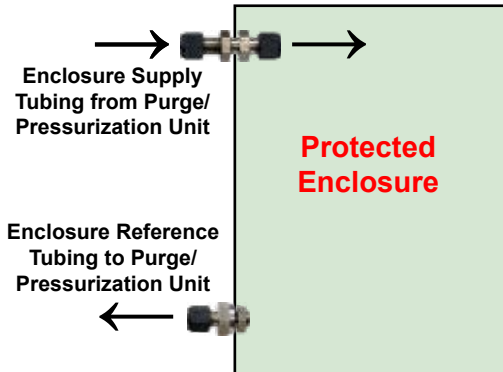 Enclosure Supply
Tubing from Purge/
Pressurization Unit
Protected
Enclosure
Enclosure Reference
Tubing to Purge/
Pressurization Unit